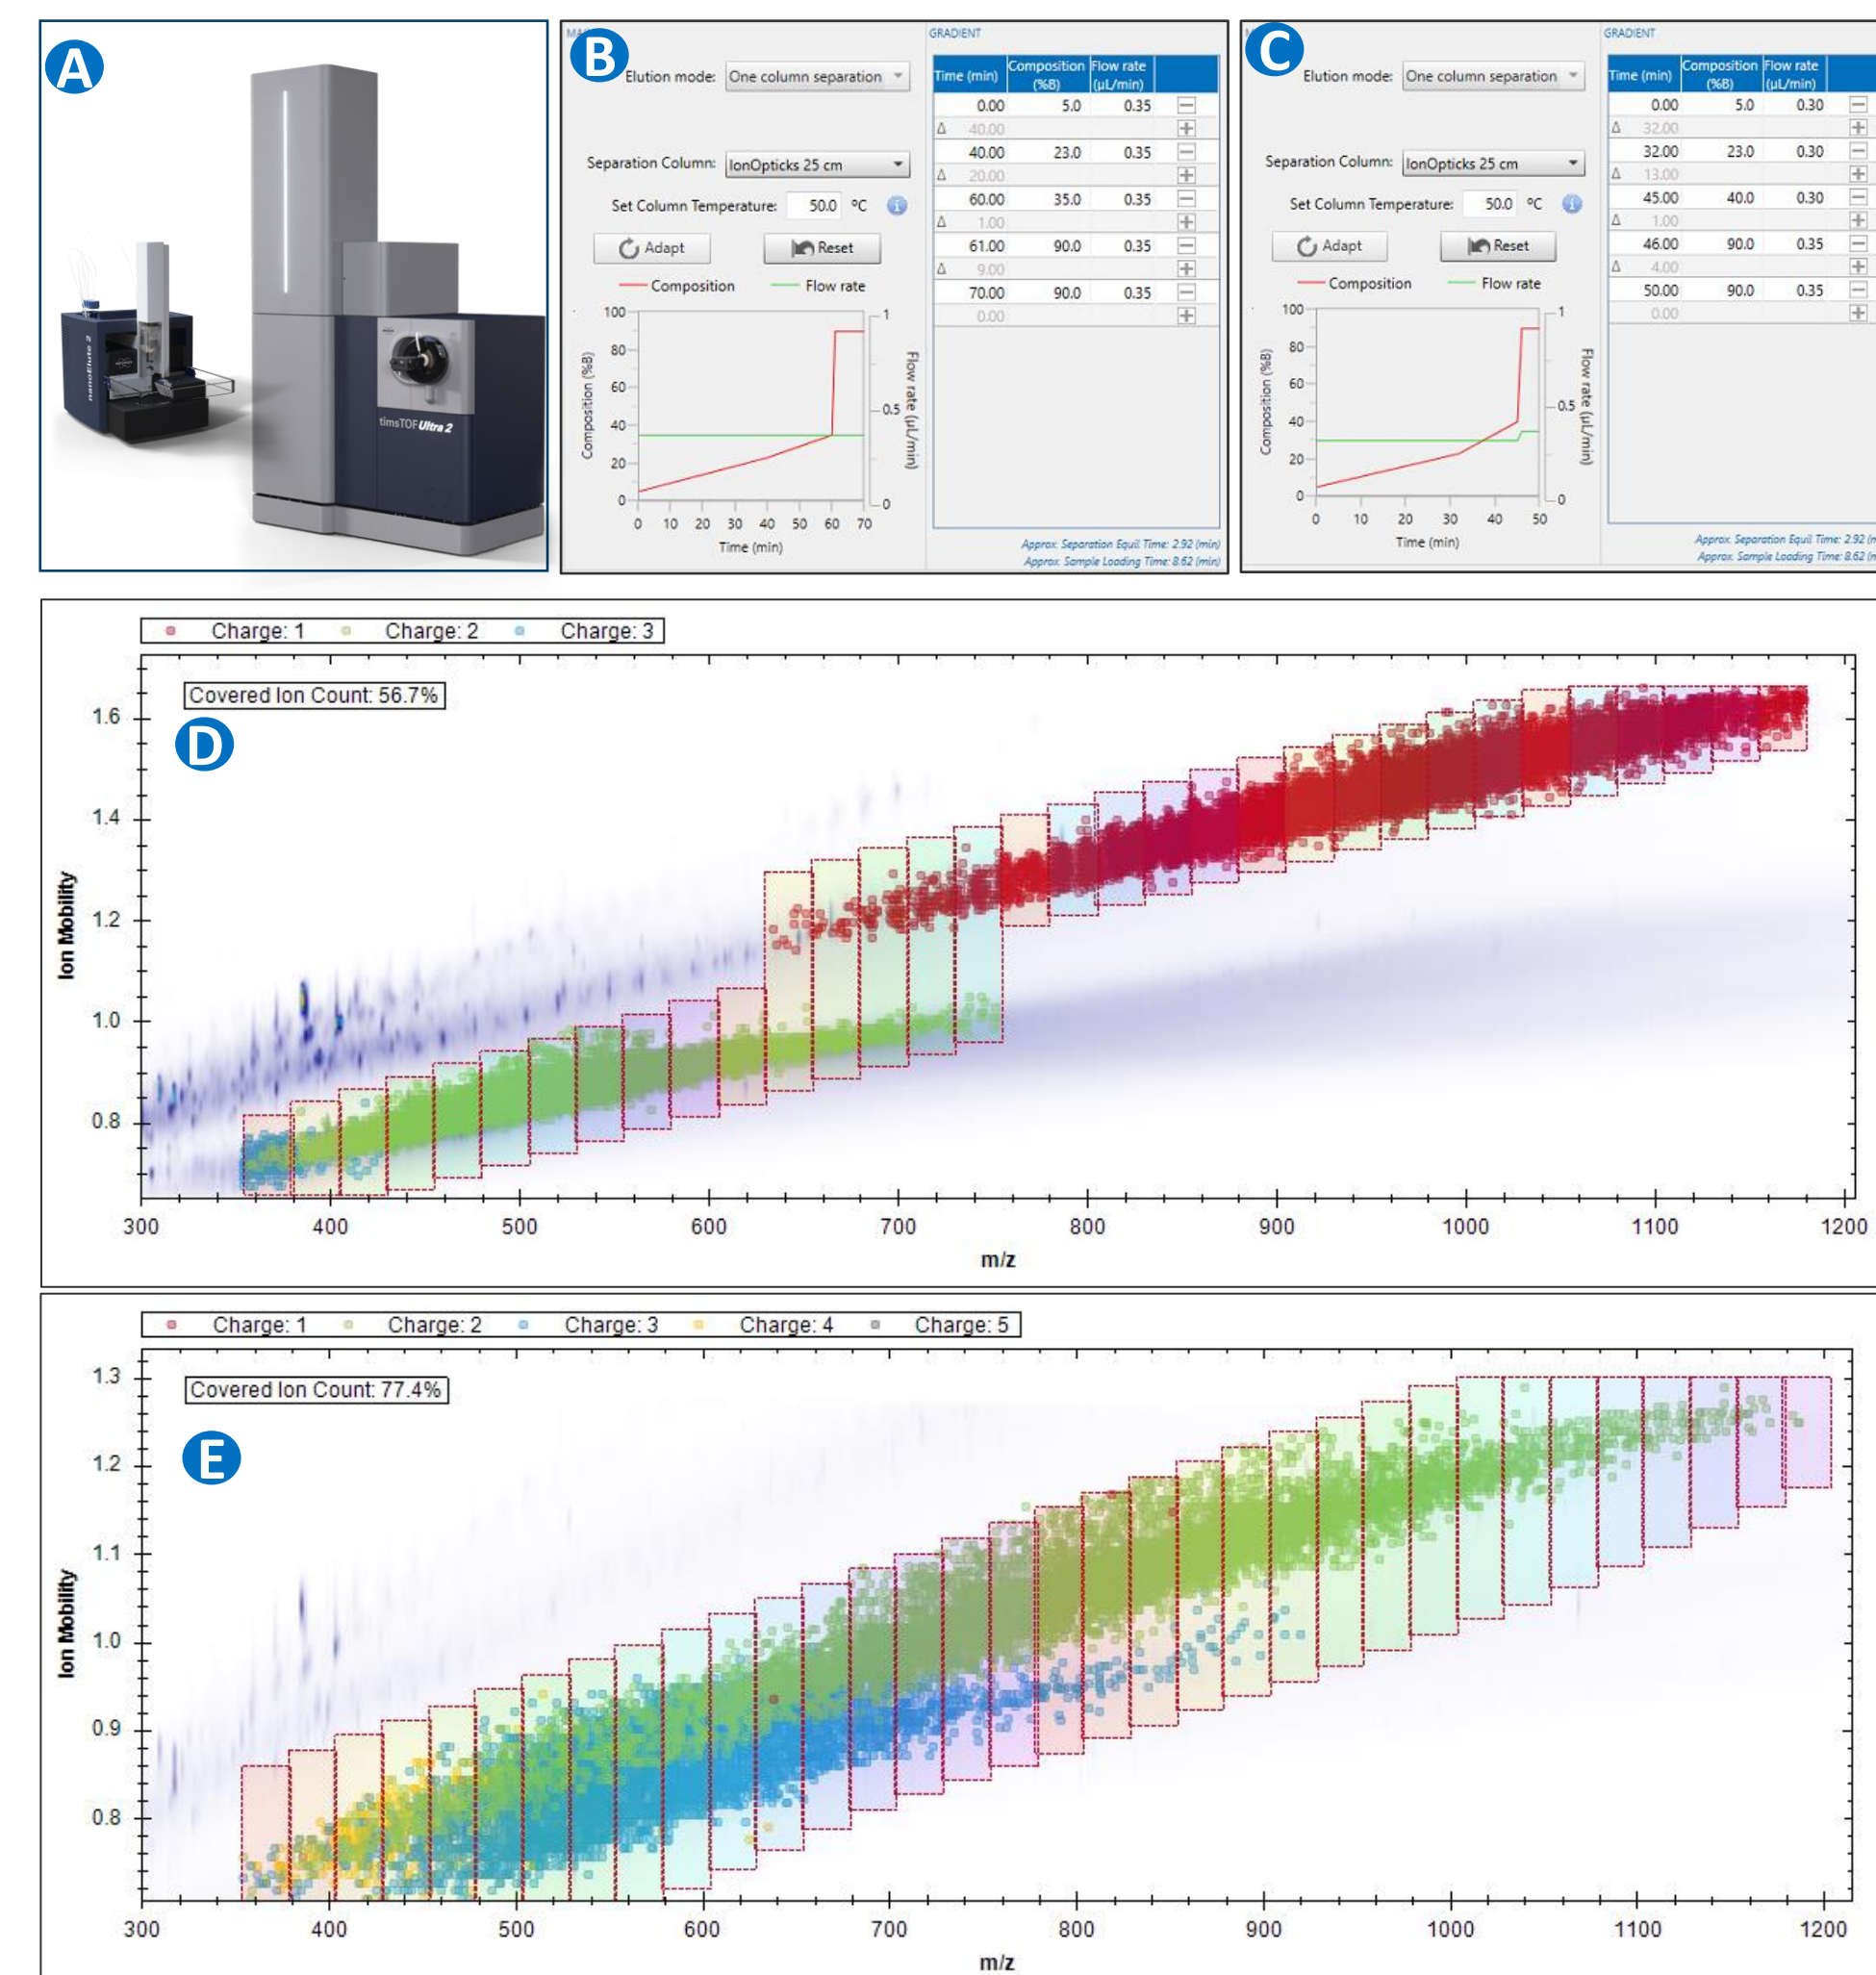 A
nanoElute 2
timsTOF Ultra 2
B
Elution mode: One column separation
Separation Column: IonOpticks 25 cm
Set Column Temperature: 50.0 ºC
Adapt Reset
Composition Flow rate
100
80
60
40
20
0
Composition (%B)
1
0.5
0
Flow rate (µL/min)
0 10 20 30 40 50 60 70
Time (min)
GRADIENT
Time (min) Composition (%B) Flow rate (µL/min)
0.00 5.0 0.35
Δ 40.00
40.00 23.0 0.35
Δ 20.00
60.00 35.0 0.35
Δ 1.00
61.00 90.0 0.35
Δ 9.00
70.00 90.0 0.35
0.00
Approx. Separation Equil Time: 2.92 (min)
Approx. Sample Loading Time: 8.62 (min)
C
Elution mode: One column separation
Separation Column: IonOpticks 25 cm
Set Column Temperature: 50.0 ºC
Adapt Reset
Composition Flow rate
100
80
60
40
20
0
Composition (%B)
1
0.5
0
Flow rate (µL/min)
0 10 20 30 40 50
Time (min)
GRADIENT
Time (min) Composition (%B) Flow rate (µL/min)
0.00 5.0 0.30
Δ 32.00
32.00 23.0 0.30
Δ 13.00
45.00 40.0 0.30
Δ 1.00
46.00 90.0 0.35
Δ 4.00
50.00 90.0 0.35
0.00
Approx. Separation Equil Time: 2.92
Approx. Sample Loading Time: 8.62
Charge: 1 Charge: 2 Charge: 3
Covered Ion Count: 56.7%
D
1.6
1.4
1.2
1.0
0.8
Ion Mobility
300 400 500 600 700 800 900 1000 1100 1200
m/z
Charge: 1 Charge: 2 Charge: 3 Charge: 4 Charge: 5
Covered Ion Count: 77.4%
E
1.3
1.2
1.1
1.0
0.9
0.8
Ion Mobility
300 400 500 600 700 800 900 1000 1100 1200
m/z